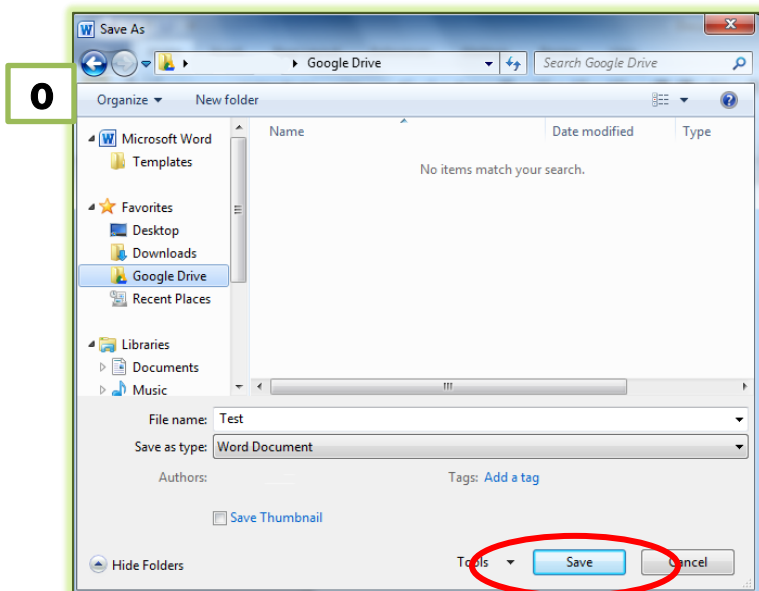 Save As
Google Drive
Search Google Drive
0
Organize New folder
Name Date modified Type
No items match your search.
Microsoft Word
Templates
Favorites
Desktop
Downloads
Google Drive
Recent Places
Libraries
Documents
Music
File name: Test
Save as type: Word Document
Authors: Tags: Add a tag
Save Thumbnail
Hide Folders Tools Save Cancel